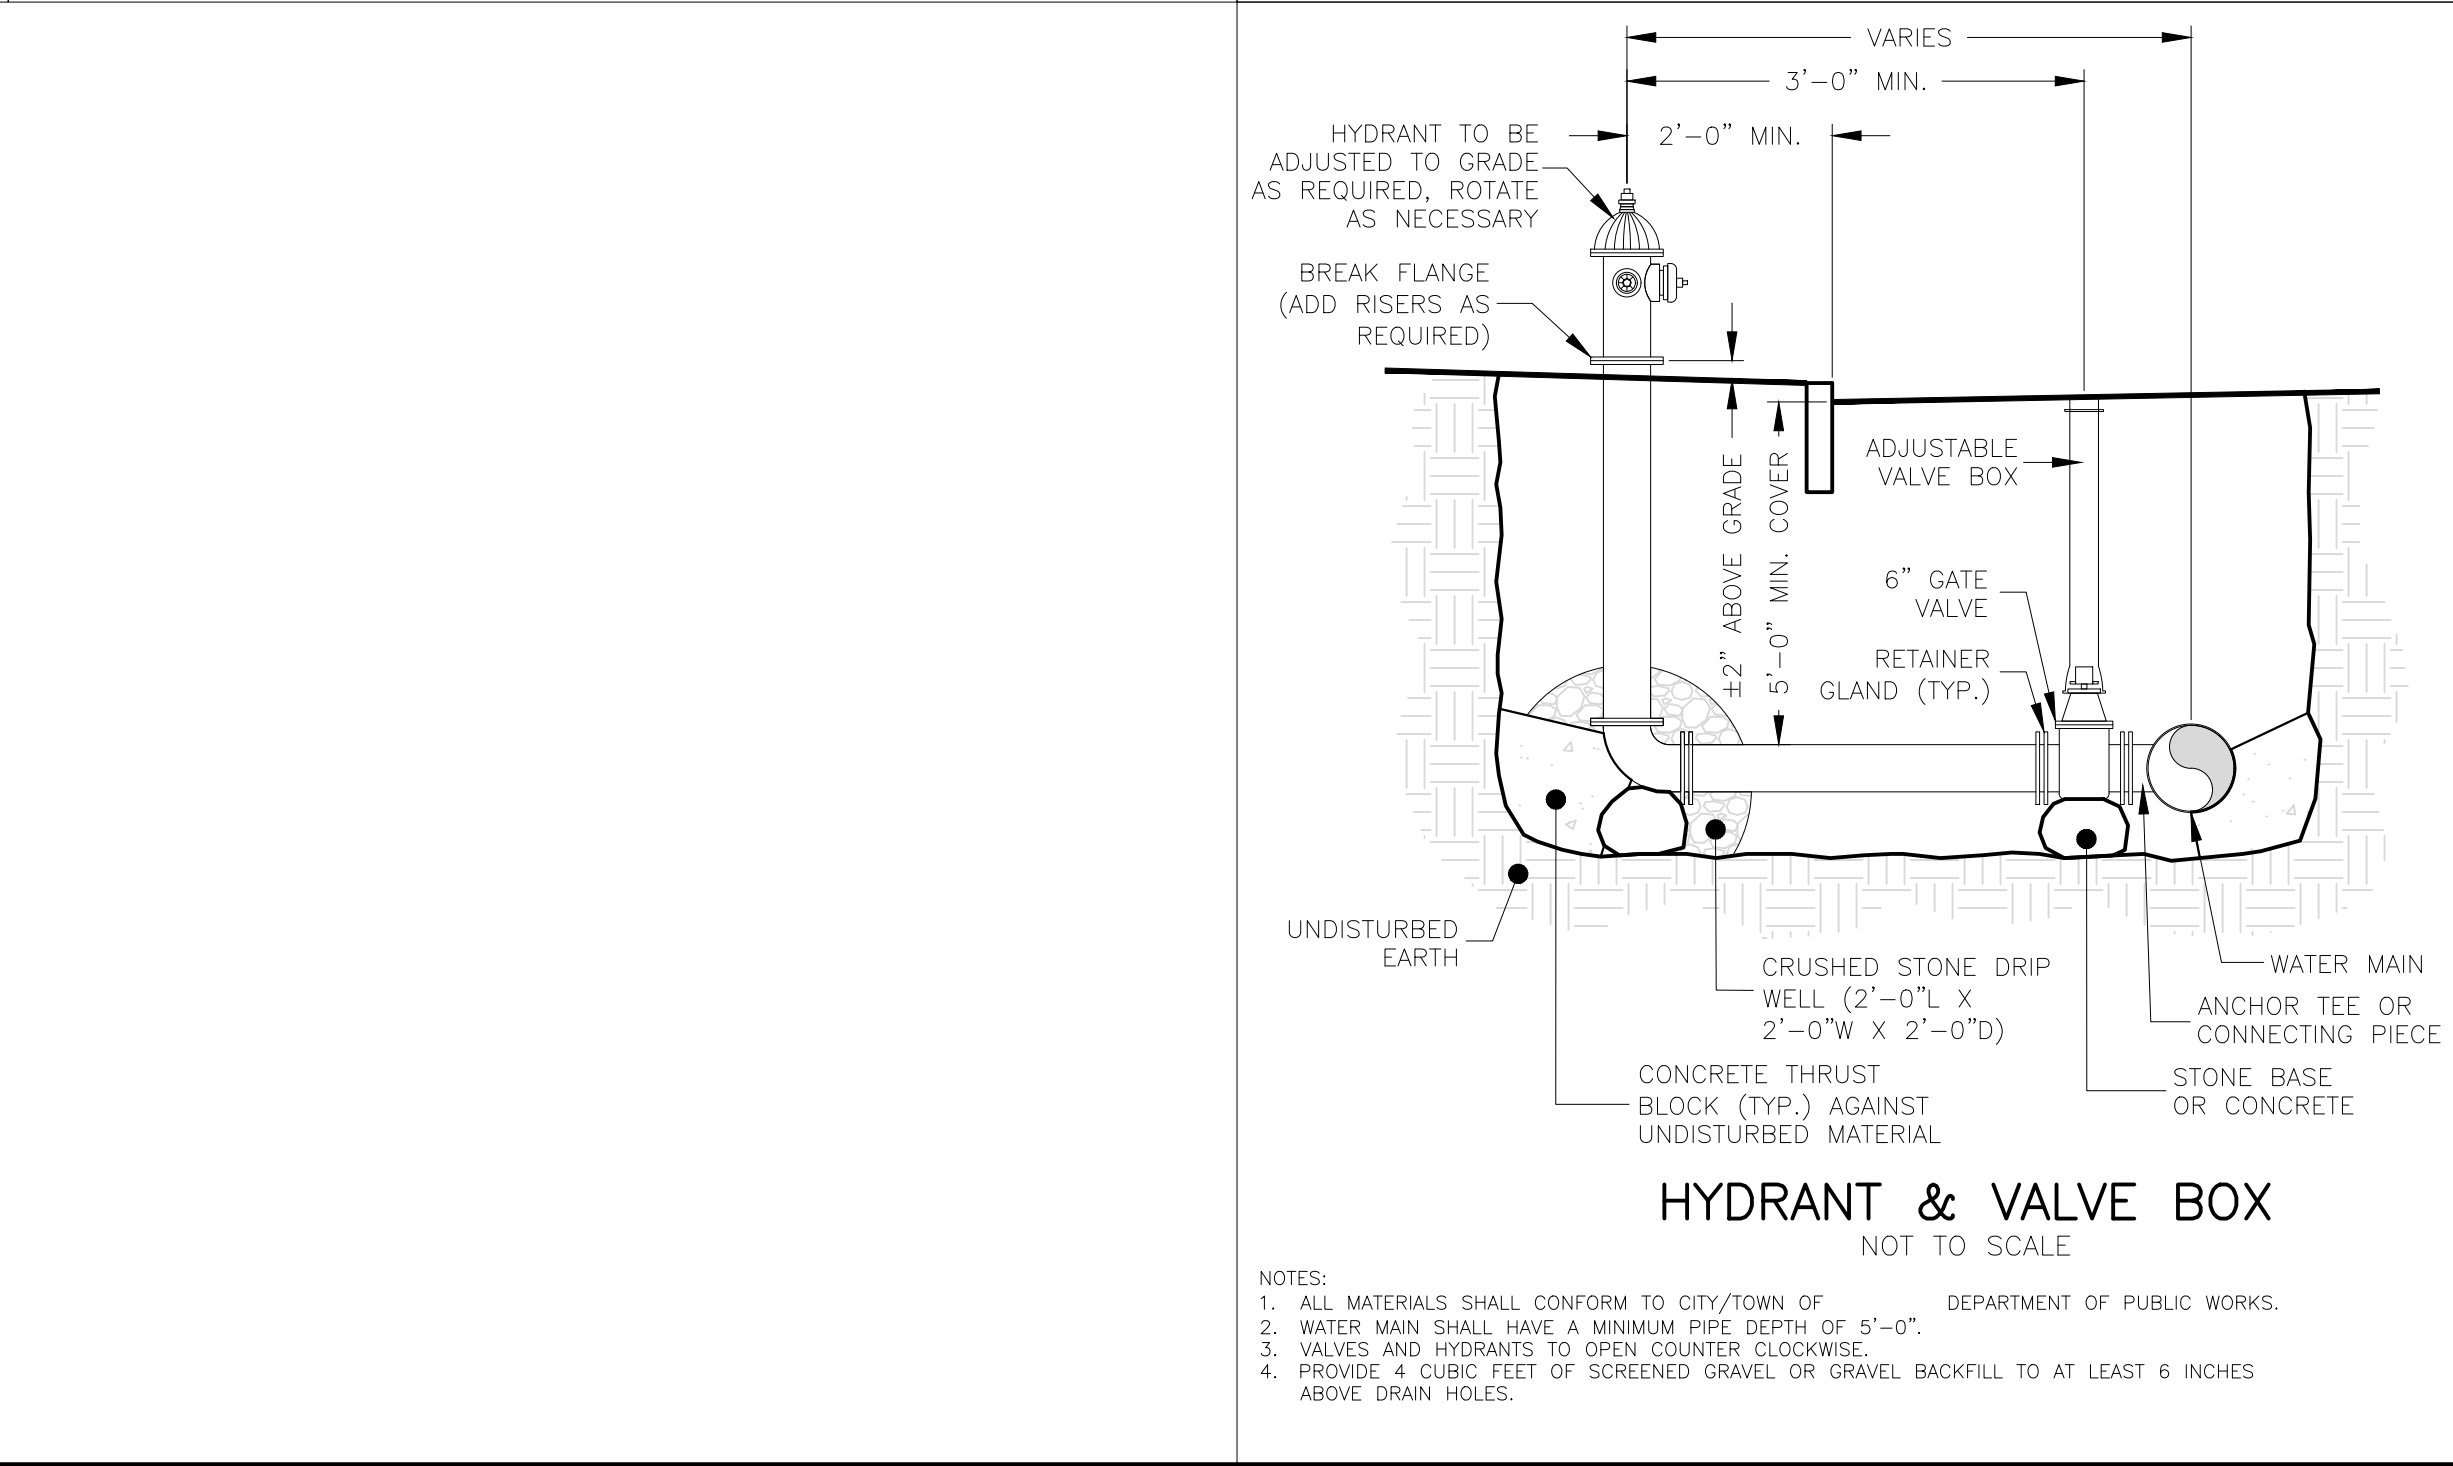 VARIES
3'-0" MIN.
2'-0" MIN.
HYDRANT TO BE
ADJUSTED TO GRADE
AS REQUIRED, ROTATE
AS NECESSARY
BREAK FLANGE
(ADD RISERS AS
REQUIRED)
±2" ABOVE GRADE
5'-0" MIN. COVER
ADJUSTABLE
VALVE BOX
6" GATE
VALVE
RETAINER
GLAND (TYP.)
UNDISTURBED
EARTH
CRUSHED STONE DRIP
WELL (2'-0"L X
2'-0"W X 2'-0"D)
WATER MAIN
ANCHOR TEE OR
CONNECTING PIECE
CONCRETE THRUST
BLOCK (TYP.) AGAINST
UNDISTURBED MATERIAL
STONE BASE
OR CONCRETE
HYDRANT & VALVE BOX
NOT TO SCALE
NOTES:
1. ALL MATERIALS SHALL CONFORM TO CITY/TOWN OF DEPARTMENT OF PUBLIC WORKS.
2. WATER MAIN SHALL HAVE A MINIMUM PIPE DEPTH OF 5'-0".
3. VALVES AND HYDRANTS TO OPEN COUNTER CLOCKWISE.
4. PROVIDE 4 CUBIC FEET OF SCREENED GRAVEL OR GRAVEL BACKFILL TO AT LEAST 6 INCHES
ABOVE DRAIN HOLES.